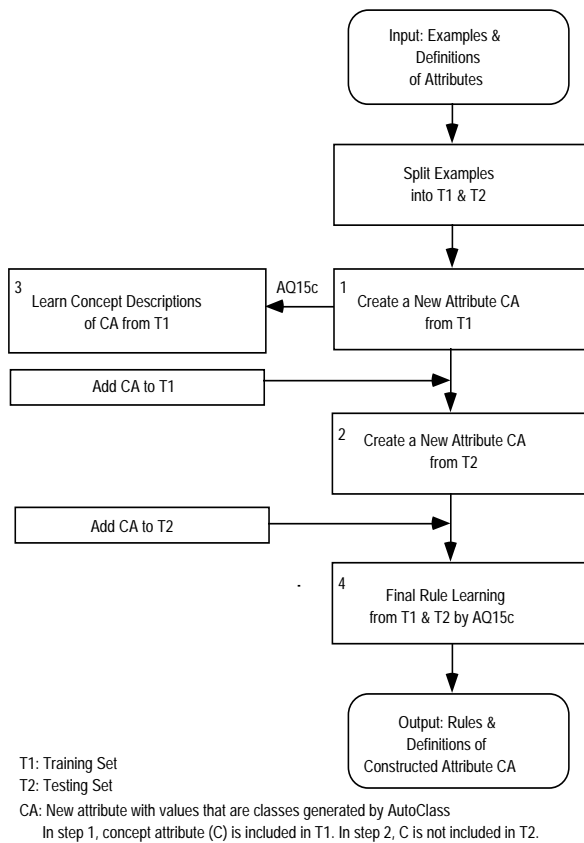 Input: Examples &
Definitions
of Attributes
Split Examples
into T1 & T2
AQ15c
3
Learn Concept Descriptions
of CA from T1
1
Create a New Attribute CA
from T1
Add CA to T1
2
Create a New Attribute CA
from T2
Add CA to T2
4
Final Rule Learning
from T1 & T2 by AQ15c
Output: Rules &
Definitions of
Constructed Attribute CA
T1: Training Set
T2: Testing Set
CA: New attribute with values that are classes generated by AutoClass
In step 1, concept attribute (C) is included in T1. In step 2, C is not included in T2.